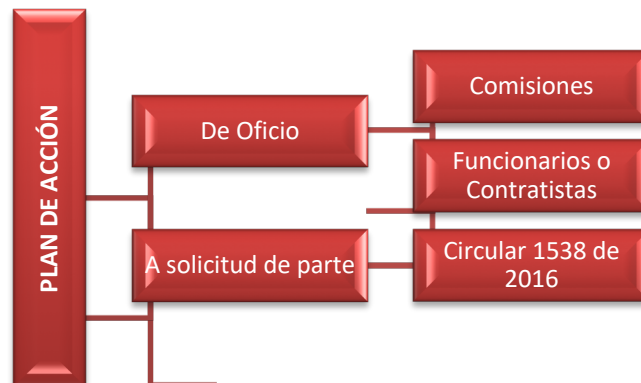 PLAN DE ACCIÓN
De Oficio
A solicitud de parte
Comisiones
Funcionarios o
Contratistas
Circular 1538 de
2016